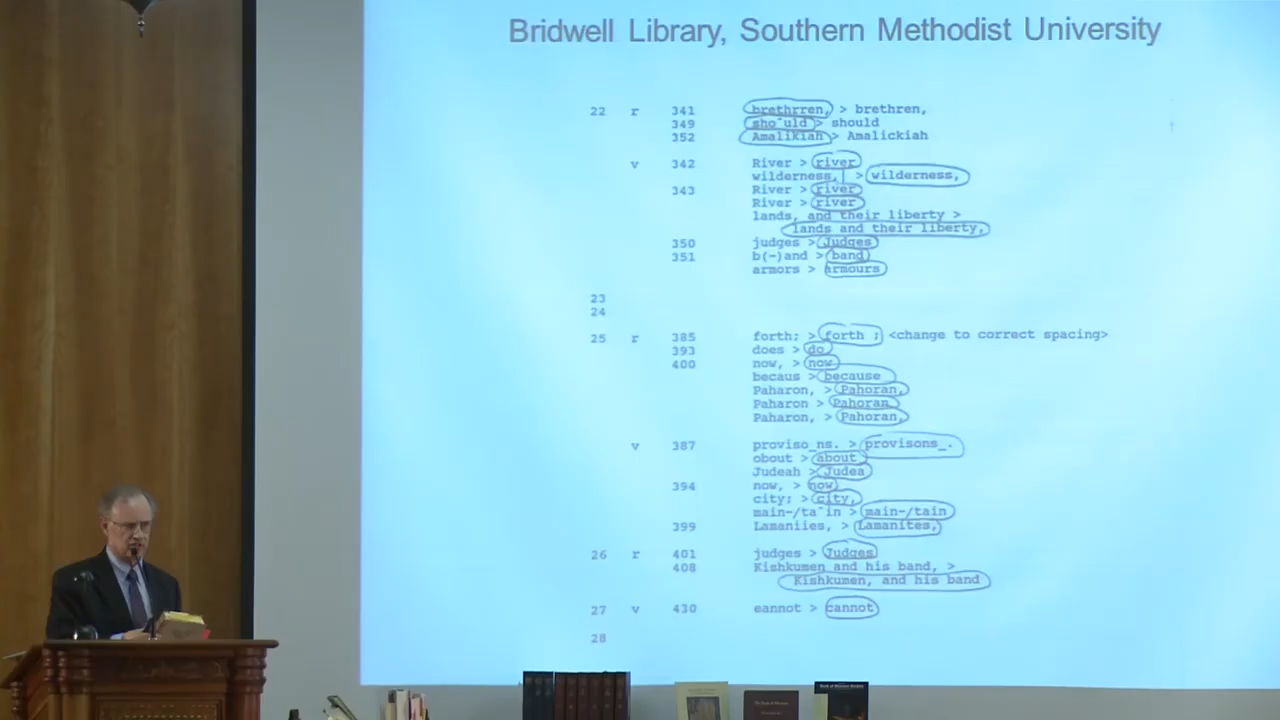 Bridwell Library, Southern Methodist University
22 r 341 brethrren, > brethren,
349 sho^uld > should
352 Amalikiah > Amalickiah
v 342 River > river
wilderness, | > wilderness,
343 River > river
River > river
lands, and their liberty >
lands and their liberty,
350 judges > Judges
351 b(-)and > band
armors > armours
23
24
25 r 385 forth; > forth ; <change to correct spacing>
393 does > do
400 now, > now
becaus > because
Paharon, > Pahoran,
Paharon > Pahoran
Paharon, > Pahoran,
v 387 proviso_ns. > provisons_.
obout > about
Judeah > Judea
394 now, > now
city; > city,
main-/ta^in > main-/tain
399 Lamaniies, > Lamanites,
26 r 401 judges > Judges
408 Kishkumen and his band, >
Kishkumen, and his band
27 v 430 eannot > cannot
28